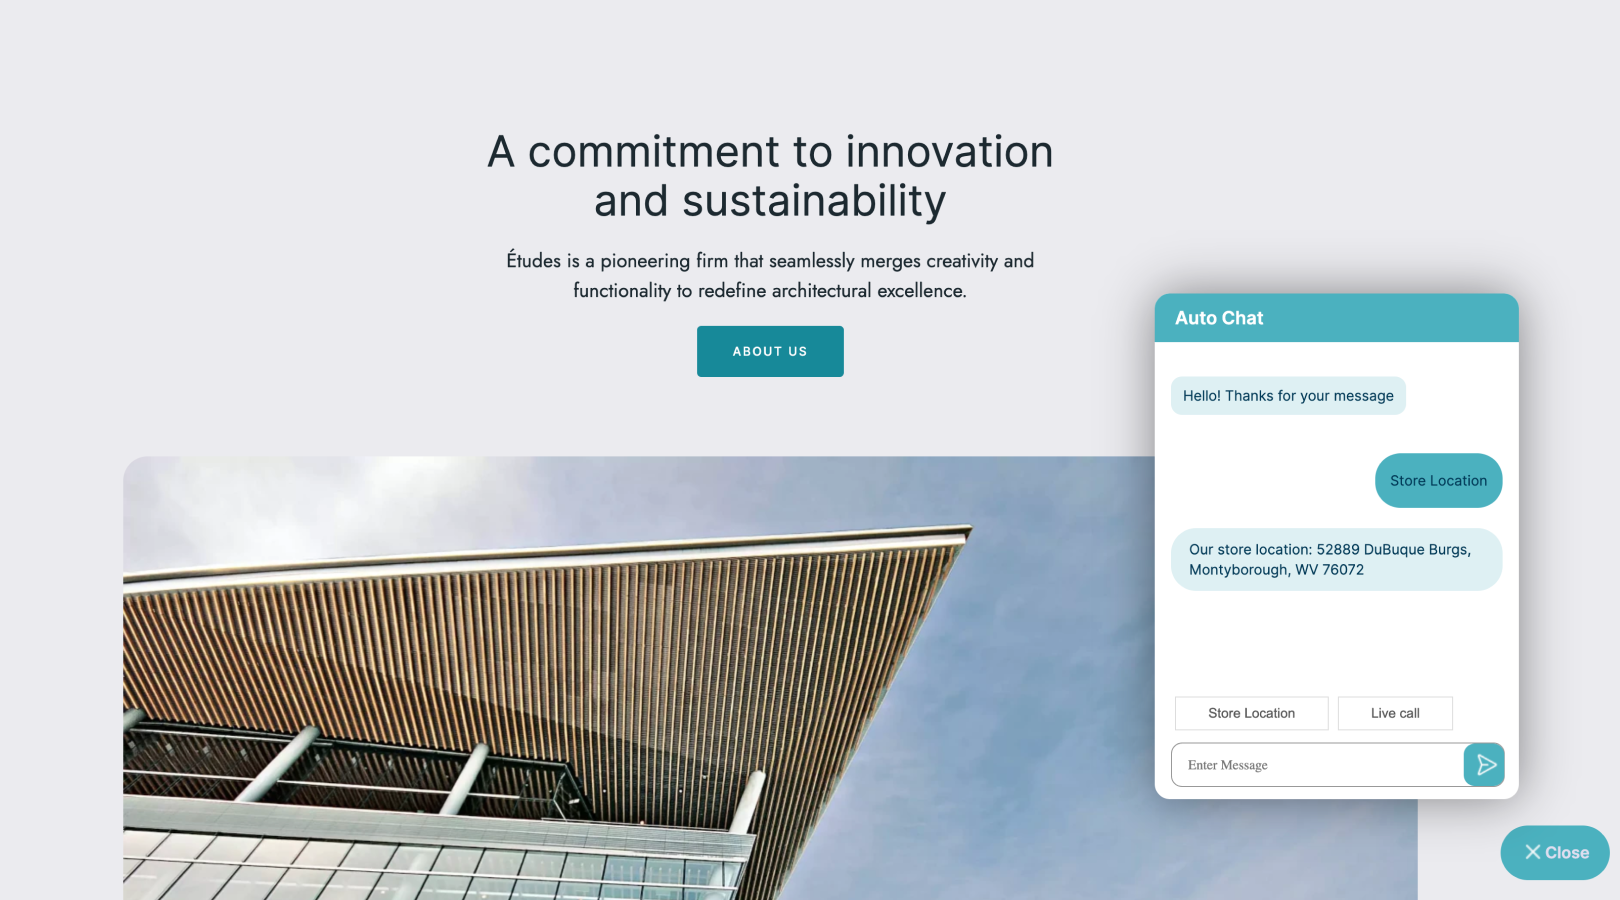 A commitment to innovation
and sustainability
Études is a pioneering firm that seamlessly merges creativity and
functionality to redefine architectural excellence.
ABOUT US
Auto Chat
Hello! Thanks for your message
Store Location
Our store location: 52889 DuBuque Burgs,
Montyborough, WV 76072
Store Location
Live call
Enter Message
Close